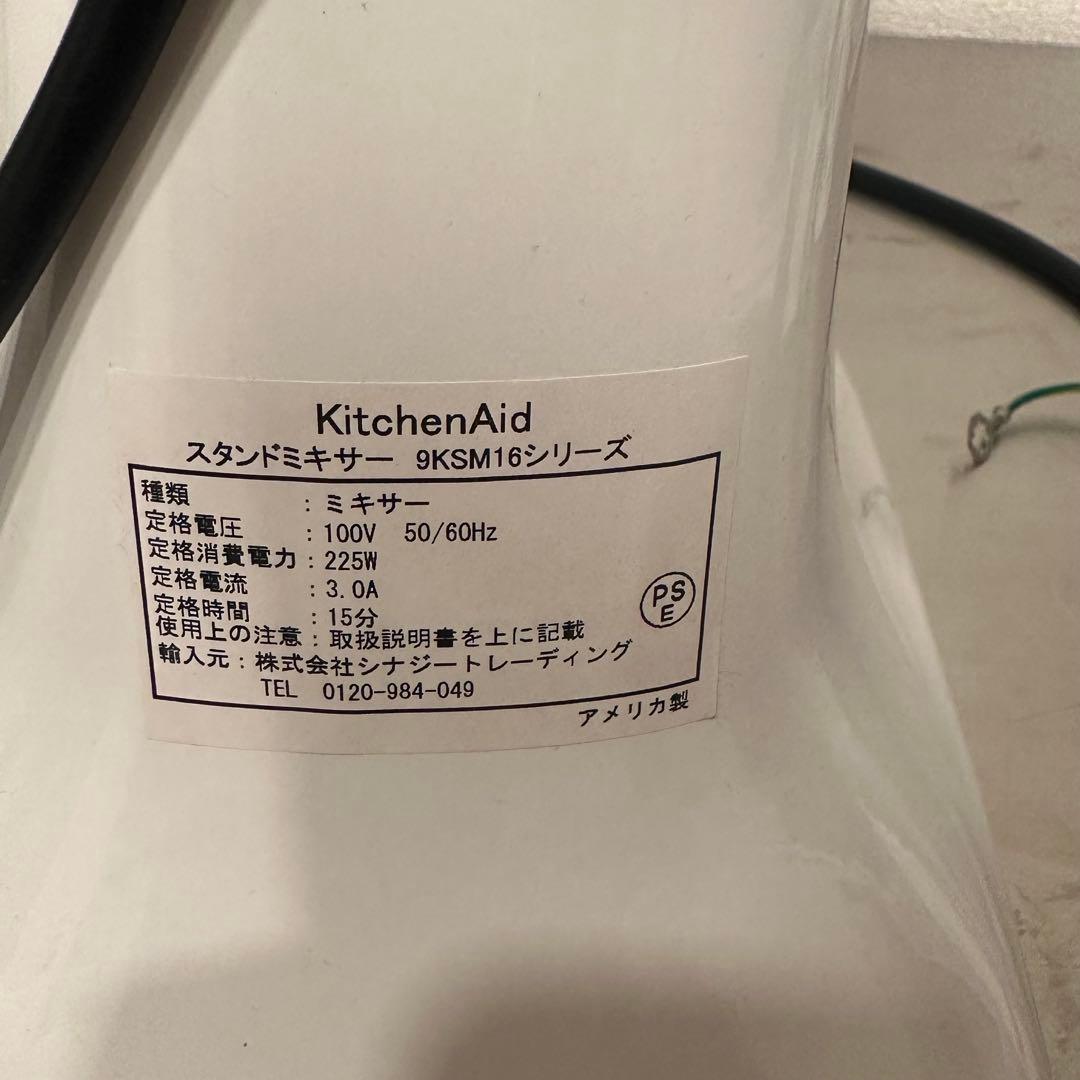 KitchenAid
スタンドミキサー 9KSM16シリーズ
種類 : ミキサー
定格電圧 : 100V 50/60Hz
定格消費電力 : 225W
定格電流 : 3.0A
定格時間 : 15分
使用上の注意 : 取扱説明書を上に記載
輸入元 : 株式会社シナジートレーディング
TEL 0120-984-049
PS
E
アメリカ製